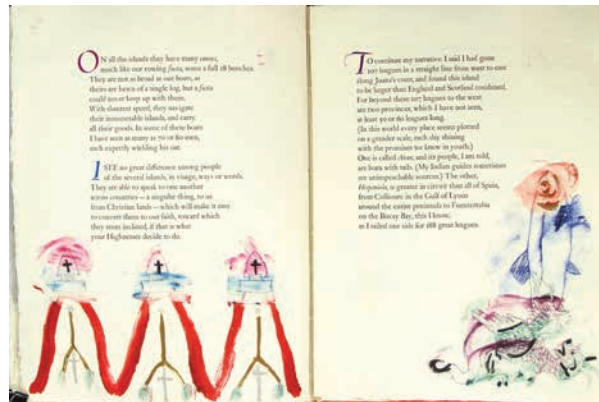 ON all the islands they have many canoes,
much like our rowing fusta, some a full 18 benches.
They are not as broad as our boats, as
theirs are hewn of a single log, but a fusta
could not keep up with them.
With shortest speed, they navigate
their innumerable islands, and carry
all their goods. In some of these boats
I have seen as many as 70 or 80 men,
each expertly wielding his oar.
I SEE no great difference among people
of the several islands, in visage, ways or words.
They are able to speak to one another
across countries – a singular thing, to us
from Christian lands – which will make it easy
to convert them to our faith, toward which
they seem inclined, if that is what
your Highnesses decide to do.
TO continue my narrative: I said I had gone
107 leagues in a straight line from west to east
along Juana's coast, and found this island
to be larger than England and Scotland combined.
For beyond these 107 leagues to the west
are two provinces, which I have not seen,
at least 50 or 60 leagues long.
(In this world every place seems plotted
on a grander scale, each day shining
with the promises we knew in youth.)
One is called and its people, I am told,
are born with tails. (My Indian guides sometimes
are unimpeachable sources.) The other,
Hispaniola, is greater in circuit than all of Spain,
from Collioure in the Gulf of Lyons
around the entire peninsula to Fuenterrabia
on the Biscay Bay, this I know,
as I sailed one side for 188 great leagues.